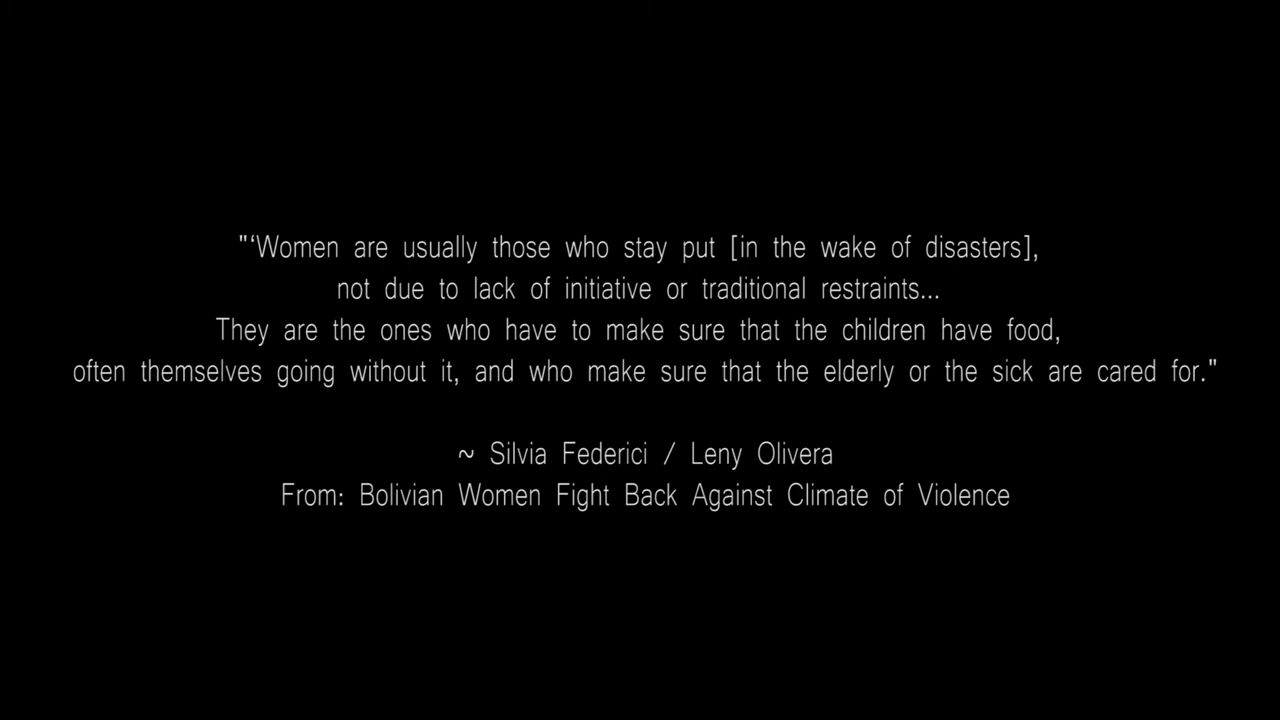 "‘Women are usually those who stay put [in the wake of disasters],
not due to lack of initiative or traditional restraints...
They are the ones who have to make sure that the children have food,
often themselves going without it, and who make sure that the elderly or the sick are cared for."
~ Silvia Federici / Leny Olivera
From: Bolivian Women Fight Back Against Climate of Violence